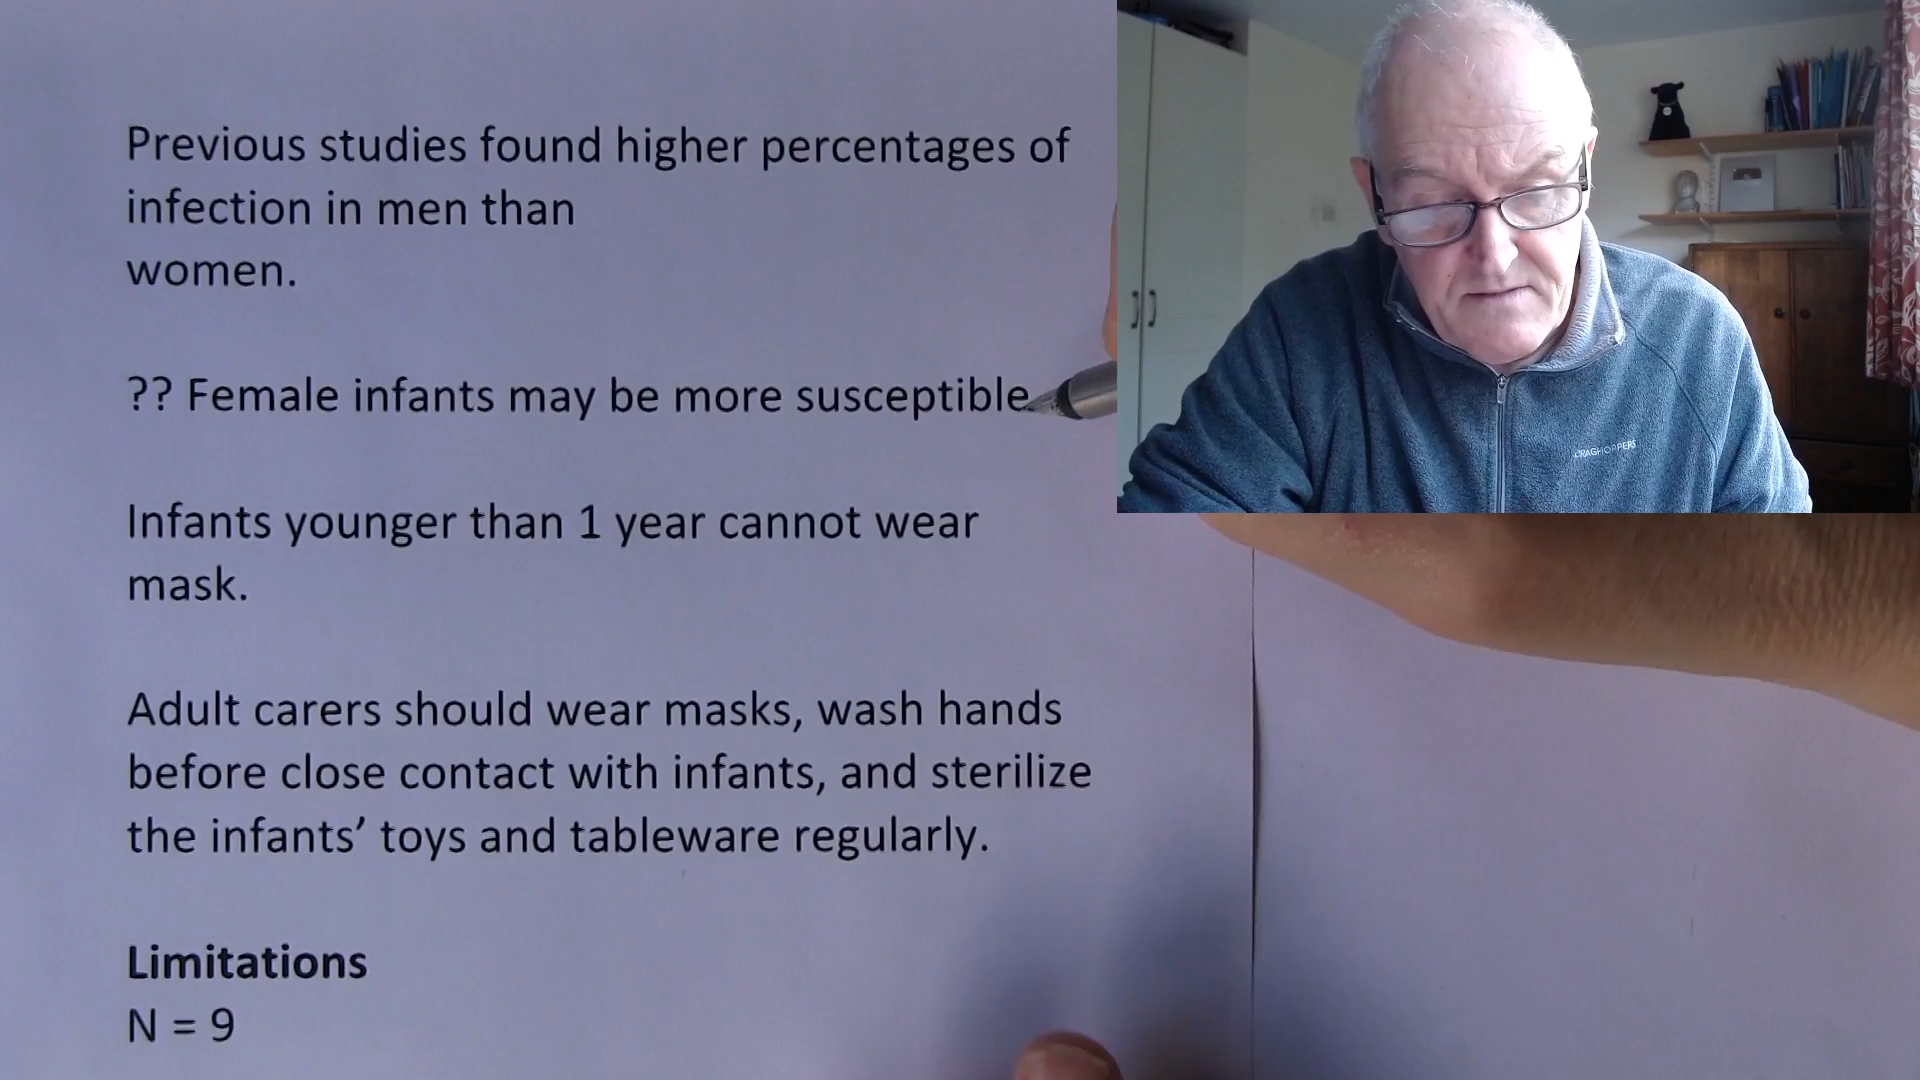 Previous studies found higher percentages of
infection in men than
women.
?? Female infants may be more susceptible
Infants younger than 1 year cannot wear
mask.
Adult carers should wear masks, wash hands
before close contact with infants, and sterilize
the infants’ toys and tableware regularly.
Limitations
N = 9
CRAGHOPPERS